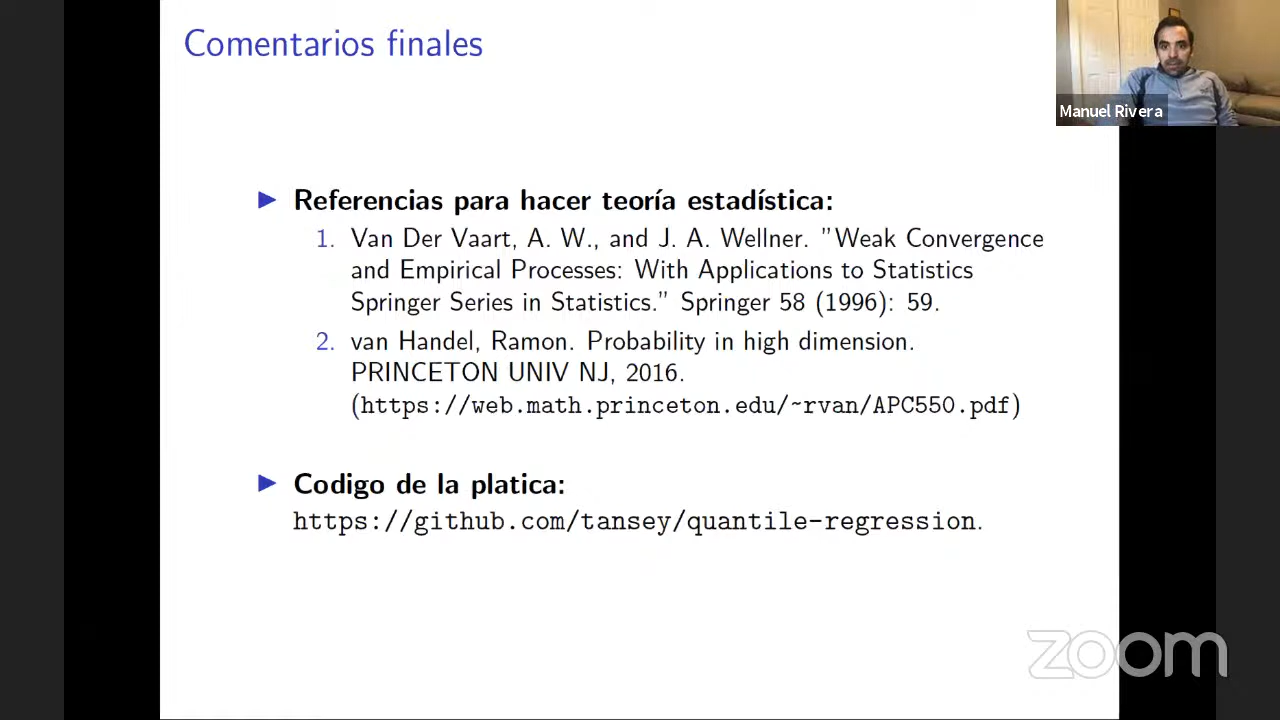 Comentarios finales
Manuel Rivera
▶ Referencias para hacer teoría estadística:
1. Van Der Vaart, A. W., and J. A. Wellner. ”Weak Convergence
and Empirical Processes: With Applications to Statistics
Springer Series in Statistics.” Springer 58 (1996): 59.
2. van Handel, Ramon. Probability in high dimension.
PRINCETON UNIV NJ, 2016.
(https://web.math.princeton.edu/~rvan/APC550.pdf)
▶ Codigo de la platica:
https://github.com/tansey/quantile-regression.
zoom